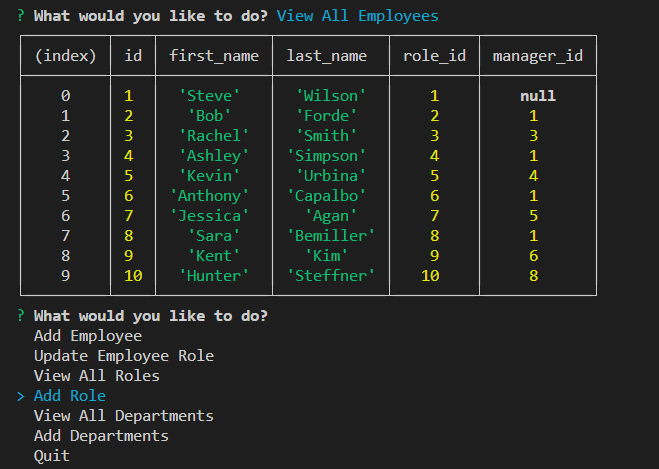 ? What would you like to do? View All Employees
(index) id first_name last_name role_id manager_id
0 1 'Steve' 'Wilson' 1 null
1 2 'Bob' 'Forde' 2 1
2 3 'Rachel' 'Smith' 3 3
3 4 'Ashley' 'Simpson' 4 1
4 5 'Kevin' 'Urbina' 5 4
5 6 'Anthony' 'Capalbo' 6 1
6 7 'Jessica' 'Agan' 7 5
7 8 'Sara' 'Bemiller' 8 1
8 9 'Kent' 'Kim' 9 6
9 10 'Hunter' 'Steffner' 10 8
? What would you like to do?
Add Employee
Update Employee Role
View All Roles
> Add Role
View All Departments
Add Departments
Quit